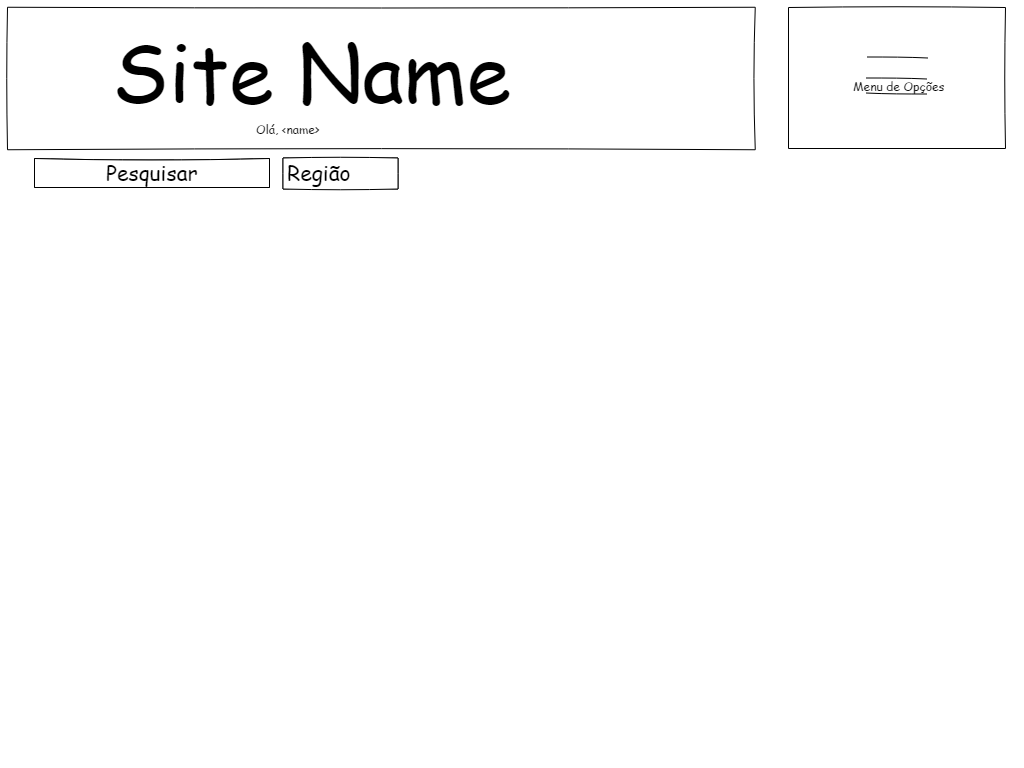 Site Name
Olá, <name>
Menu de Opções
Pesquisar
Região